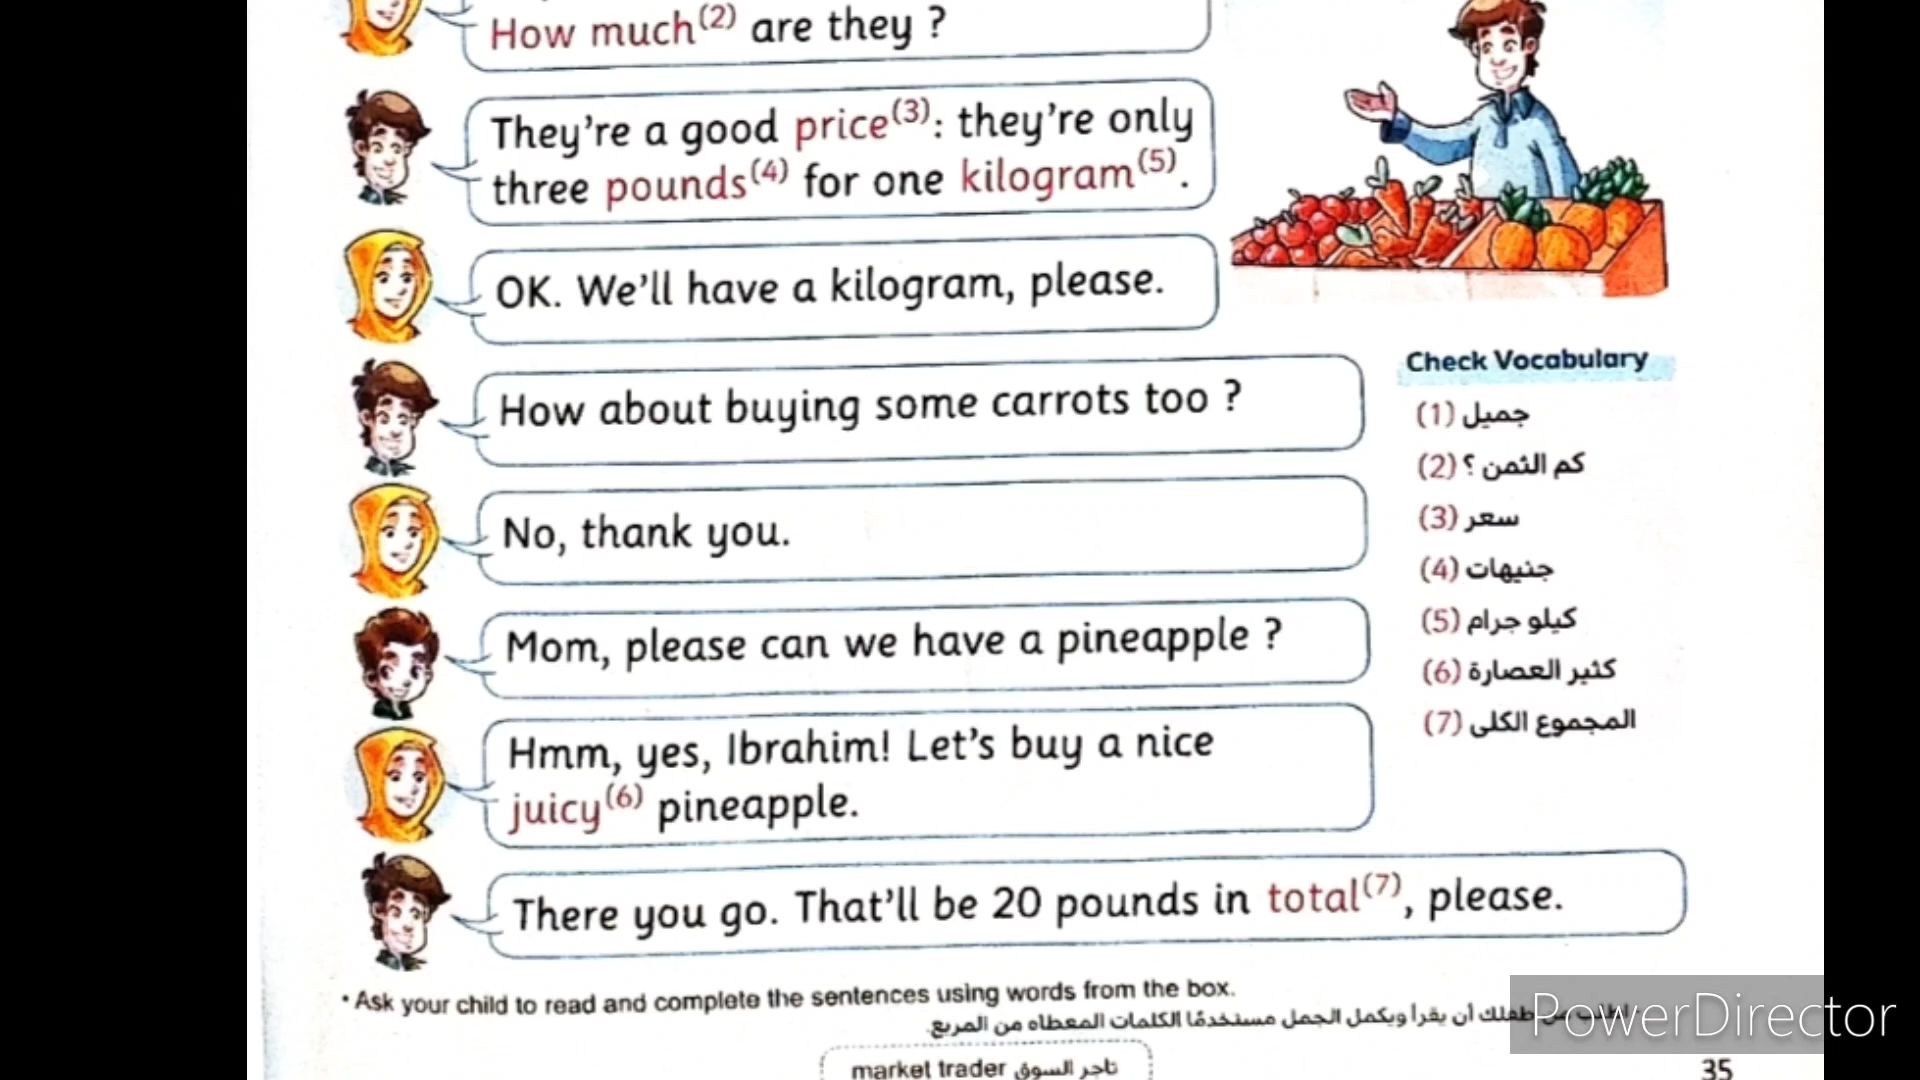 How much(2) are they ?
They're a good price(3): they're only
three pounds(4) for one kilogram(5).
OK. We'll have a kilogram, please.
How about buying some carrots too ?
No, thank you.
Mom, please can we have a pineapple ?
Hmm, yes, Ibrahim! Let's buy a nice
juicy(6) pineapple.
There you go. That'll be 20 pounds in total(7), please.
Check Vocabulary
(1) جميل
(2) كم الثمن ؟
(3) سعر
(4) جنيهات
(5) كيلو جرام
(6) كثير العصارة
(7) المجموع الكلى
• Ask your child to read and complete the sentences using words from the box.
طفلك أن يقرأ ويكمل الجمل مستخدمًا الكلمات المعطاه من المربع.
market trader تاجر السوق
35
PowerDirector